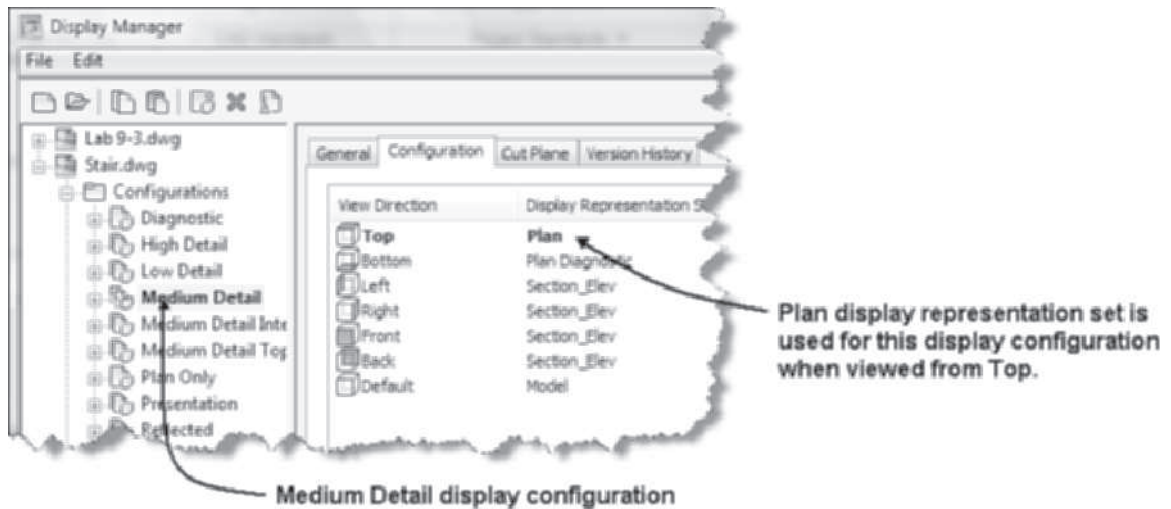 Display Manager
File Edit
Lab 9-3.dwg
Stair.dwg
Configurations
Diagnostic
High Detail
Low Detail
Medium Detail
Medium Detail Inte
Medium Detail Top
Plan Only
Presentation
Reflected
General Configuration Cut Plane Version History
View Direction Display Representation S
Top Plan
Bottom Plan Diagnostic
Left Section_Elev
Right Section_Elev
Front Section_Elev
Back Section_Elev
Default Model
Plan display representation set is
used for this display configuration
when viewed from Top.
Medium Detail display configuration